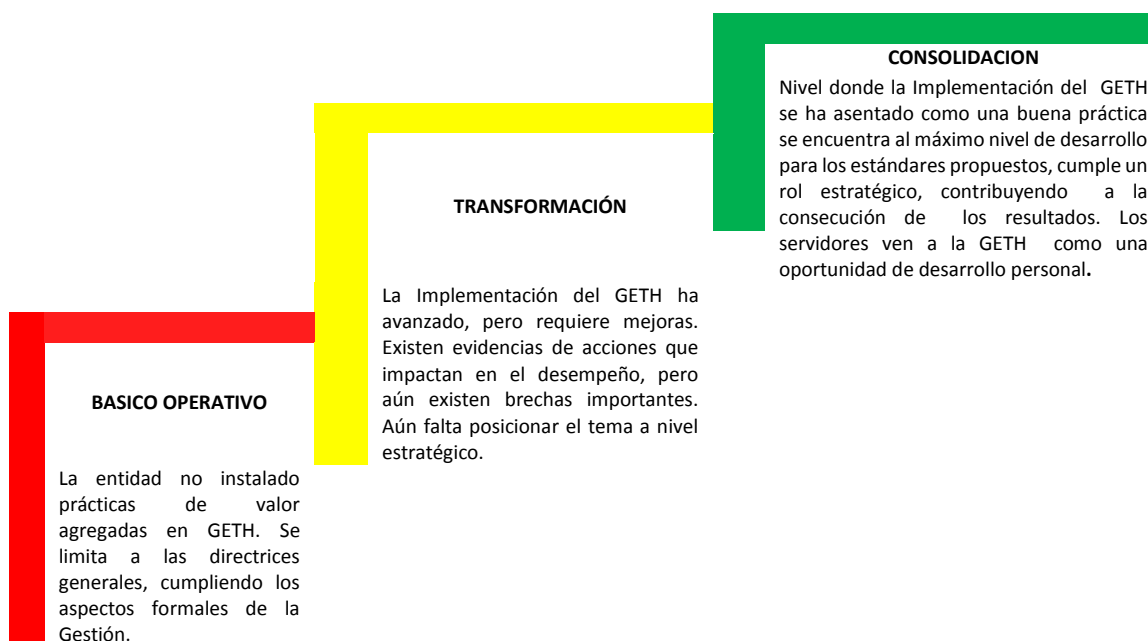 CONSOLIDACION
Nivel donde la Implementación del GETH
se ha asentado como una buena práctica
se encuentra al máximo nivel de desarrollo
para los estándares propuestos, cumple un
rol estratégico, contribuyendo a la
consecución de los resultados. Los
servidores ven a la GETH como una
oportunidad de desarrollo personal.
TRANSFORMACIÓN
La Implementación del GETH ha
avanzado, pero requiere mejoras.
Existen evidencias de acciones que
impactan en el desempeño, pero
aún existen brechas importantes.
Aún falta posicionar el tema a nivel
estratégico.
BASICO OPERATIVO
La entidad no instalado
prácticas de valor
agregadas en GETH. Se
limita a las directrices
generales, cumpliendo los
aspectos formales de la
Gestión.